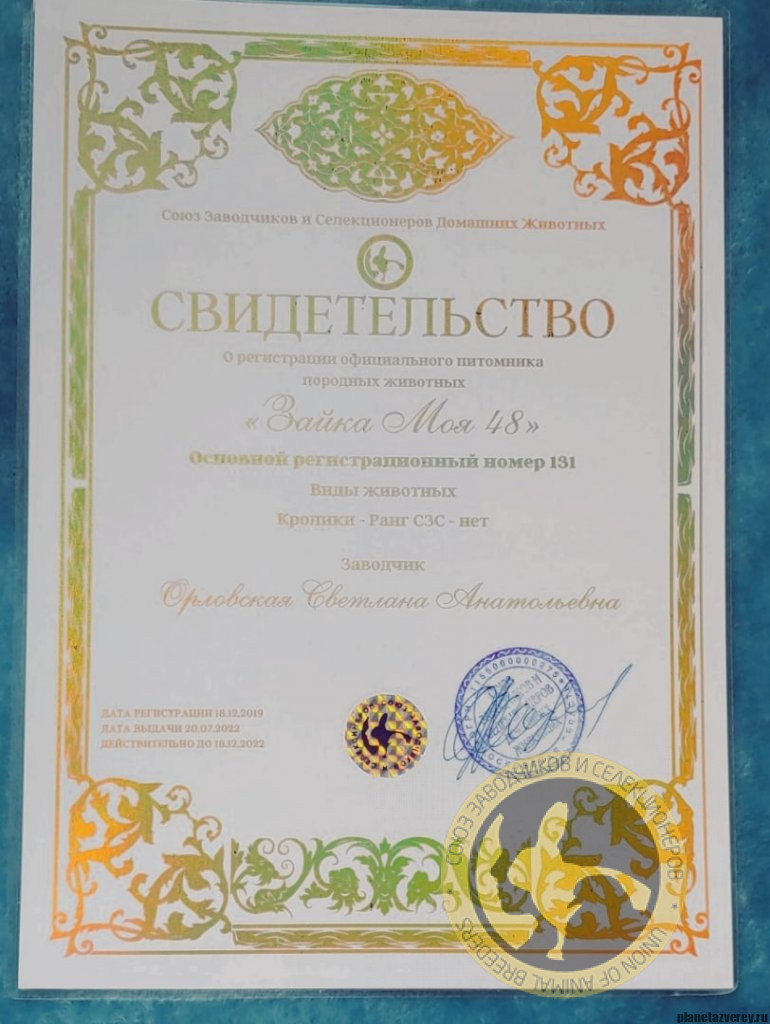 Союз Заводчиков и Селекционеров Домашних Животных
СВИДЕТЕЛЬСТВО
О регистрации официального питомника
породных животных
«Зайка Моя 48»
Основной регистрационный номер 131
Виды животных
Кролики - Ранг СЗС - нет
Заводчик
Орловская Светлана Анатольевна
ДАТА РЕГИСТРАЦИИ 18.12.2019
ДАТА ВЫДАЧИ 20.07.2022
ДЕЙСТВИТЕЛЬНО ДО 18.12.2022
СОЮЗ ЗАВОДЧИКОВ И СЕЛЕКЦИОНЕРОВ
UNION OF ANIMAL BREEDERS
planetazverey.ru